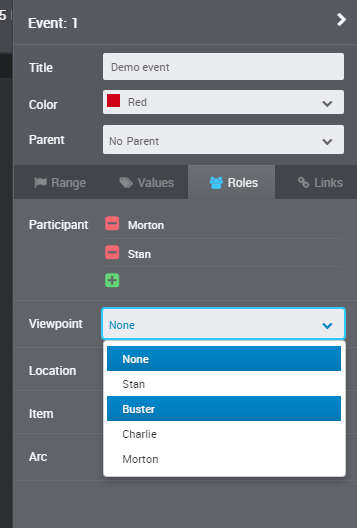 5
Event: 1
Title Demo event
Color Red
Parent No Parent
Range Values Roles Links
Participant Morton
Stan
Viewpoint None
None
Stan
Location
Buster
Item
Charlie
Arc
Morton